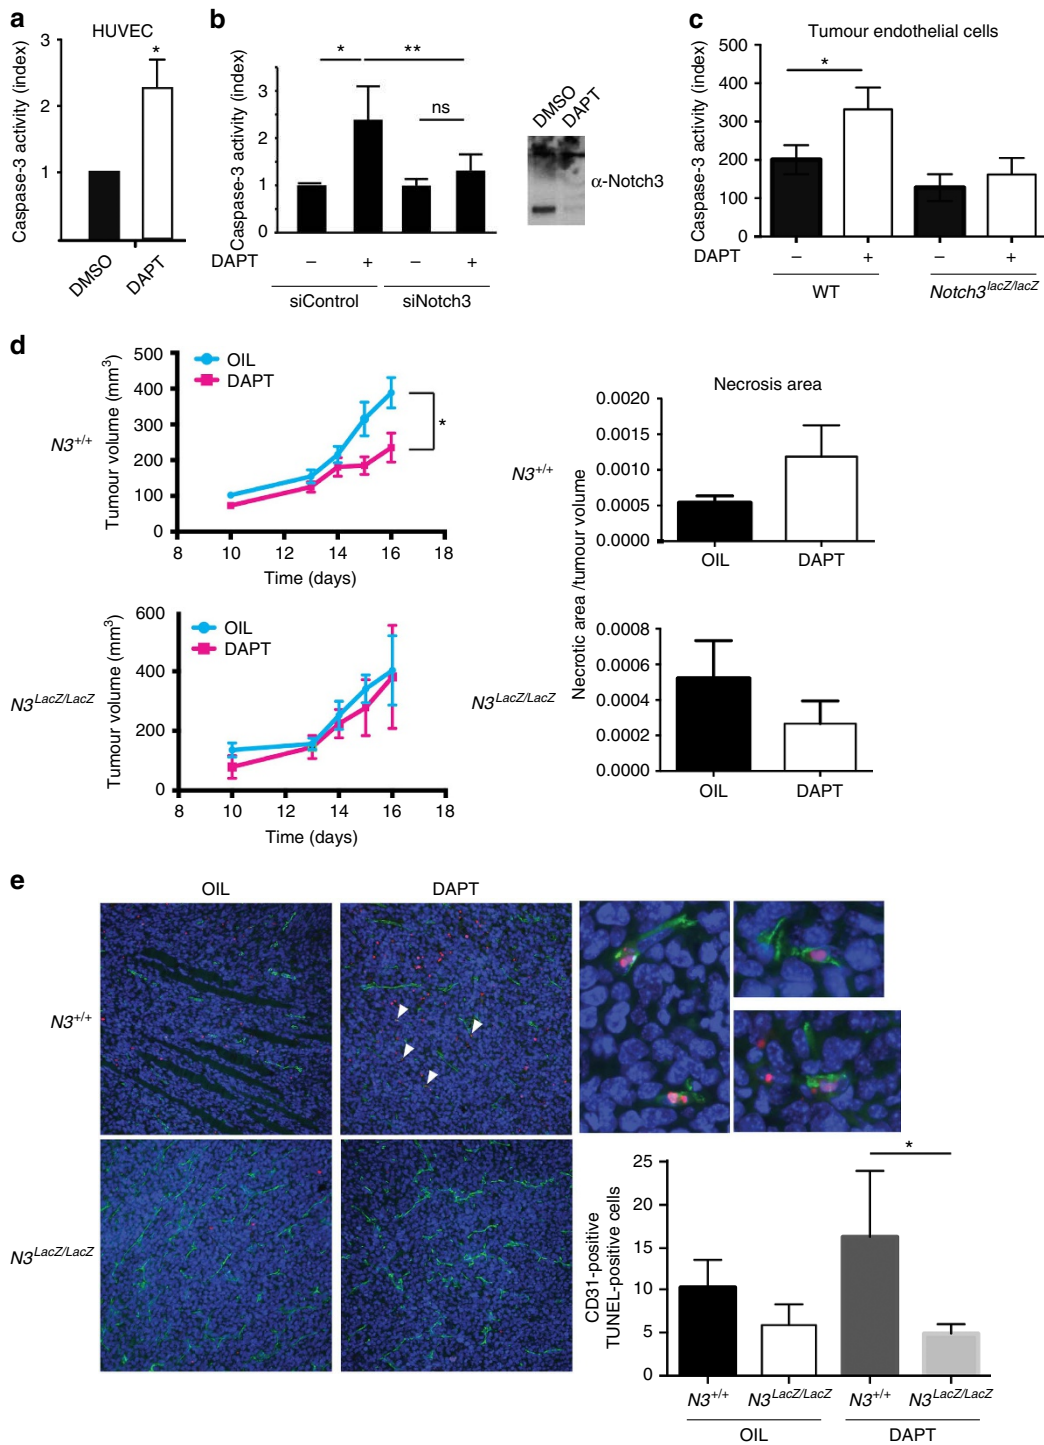 a
HUVEC
Caspase-3 activity (index)
3
2
1
*
DMSO
DAPT
b
Caspase-3 activity (index)
3
2
1
0
*
**
ns
DAPT
–
+
–
+
siControl
siNotch3
DMSO
DAPT
α-Notch3
c
Tumour endothelial cells
Caspase-3 activity (index)
500
400
300
200
100
0
*
DAPT
–
+
–
+
WT
Notch3lacZ/lacZ
d
N3+/+
Tumour volume (mm3)
500
400
300
200
100
0
OIL
DAPT
*
8 10 12 14 16 18
Time (days)
Necrosis area
N3+/+
0.0020
0.0015
0.0010
0.0005
0.0000
OIL
DAPT
Necrotic area /tumour volume
N3LacZ/LacZ
Tumour volume (mm3)
600
400
200
0
OIL
DAPT
8 10 12 14 16 18
Time (days)
N3LacZ/LacZ
0.0008
0.0006
0.0004
0.0002
0.0000
OIL
DAPT
e
OIL
DAPT
N3+/+
N3LacZ/LacZ
CD31-positive
TUNEL-positive cells
25
20
15
10
5
0
*
N3+/+
N3LacZ/LacZ
N3+/+
N3LacZ/LacZ
OIL
DAPT